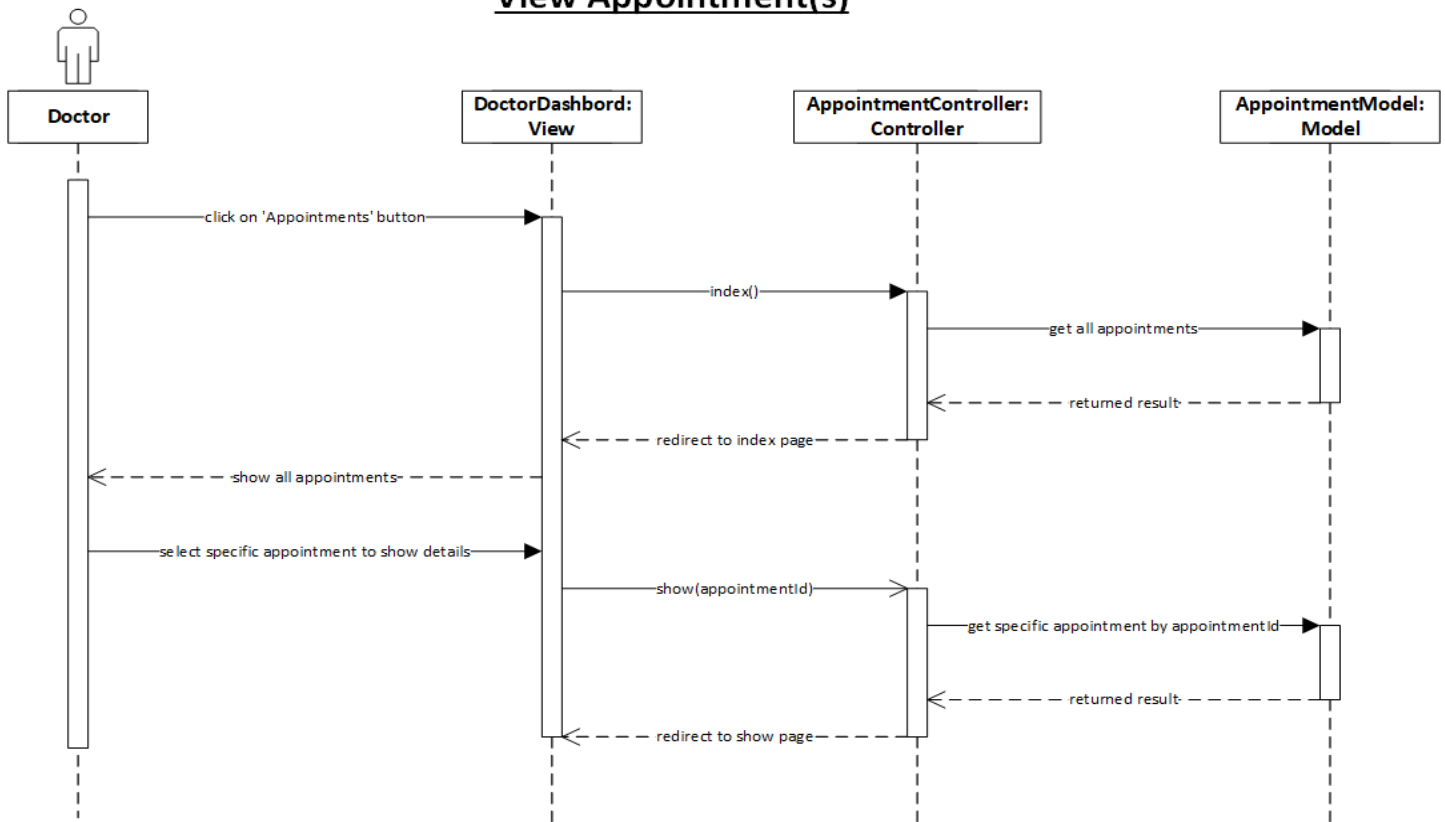 View Appointment(s)
Doctor
DoctorDashbord:
View
AppointmentController:
Controller
AppointmentModel:
Model
click on 'Appointments' button
index()
get all appointments
returned result
redirect to index page
show all appointments
select specific appointment to show details
show(appointmentId)
get specific appointment by appointmentId
returned result
redirect to show page